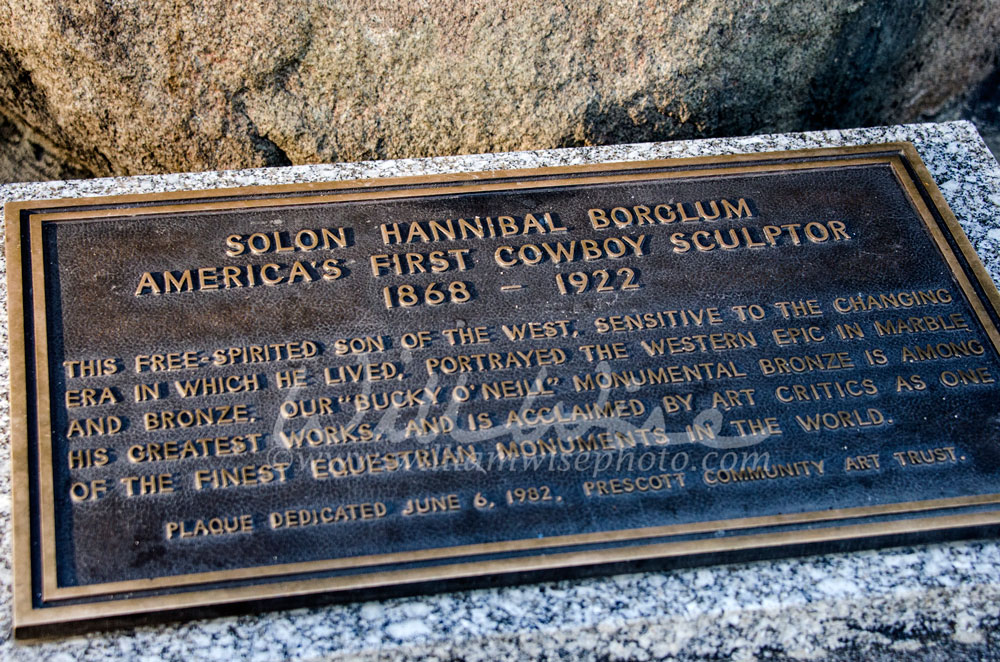 SOLON HANNIBAL BORGLUM
AMERICA'S FIRST COWBOY SCULPTOR
1868 – 1922
THIS FREE-SPIRITED SON OF THE WEST, SENSITIVE TO THE CHANGING
ERA IN WHICH HE LIVED, PORTRAYED THE WESTERN EPIC IN MARBLE
AND BRONZE. OUR "BUCKY O'NEILL" MONUMENTAL BRONZE IS AMONG
HIS GREATEST WORKS, AND IS ACCLAIMED BY ART CRITICS AS ONE
OF THE FINEST EQUESTRIAN MONUMENTS IN THE WORLD.
PLAQUE DEDICATED JUNE 6, 1982, PRESCOTT COMMUNITY ART TRUST.
Will Wise
©www.williamwisephoto.com